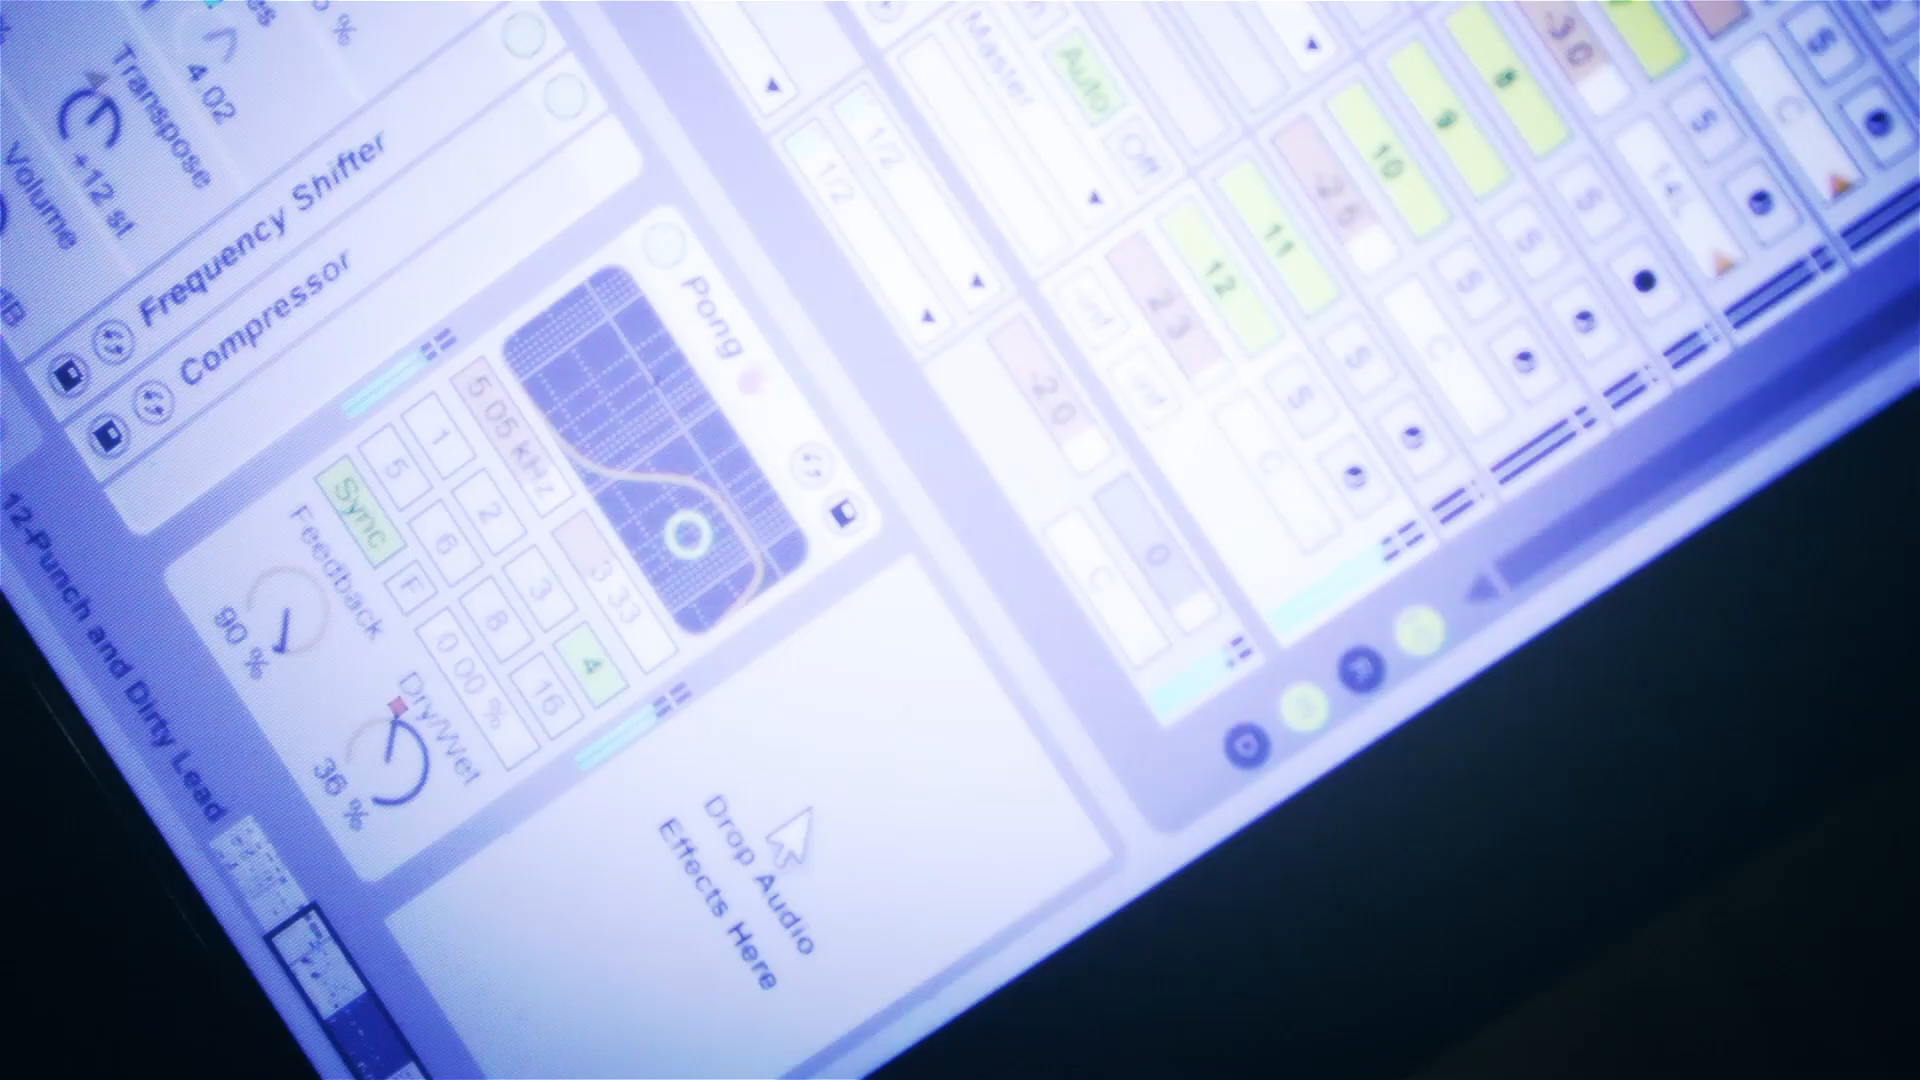 Transpose
+12 st
4.02
Volume
%
Frequency Shifter
Compressor
12-Punch and Dirty Lead
Pong
5.05 kHz
3.33
1
2
3
4
5
6
8
16
Sync
F
0.00 %
Feedback
90 %
Dry/Wet
36 %
Drop Audio
Effects Here
Master
Auto
Off
1/2
1/2
-20
0
C
12
11
10
9
S
S
S
S
S
S
S
C
C
C
D